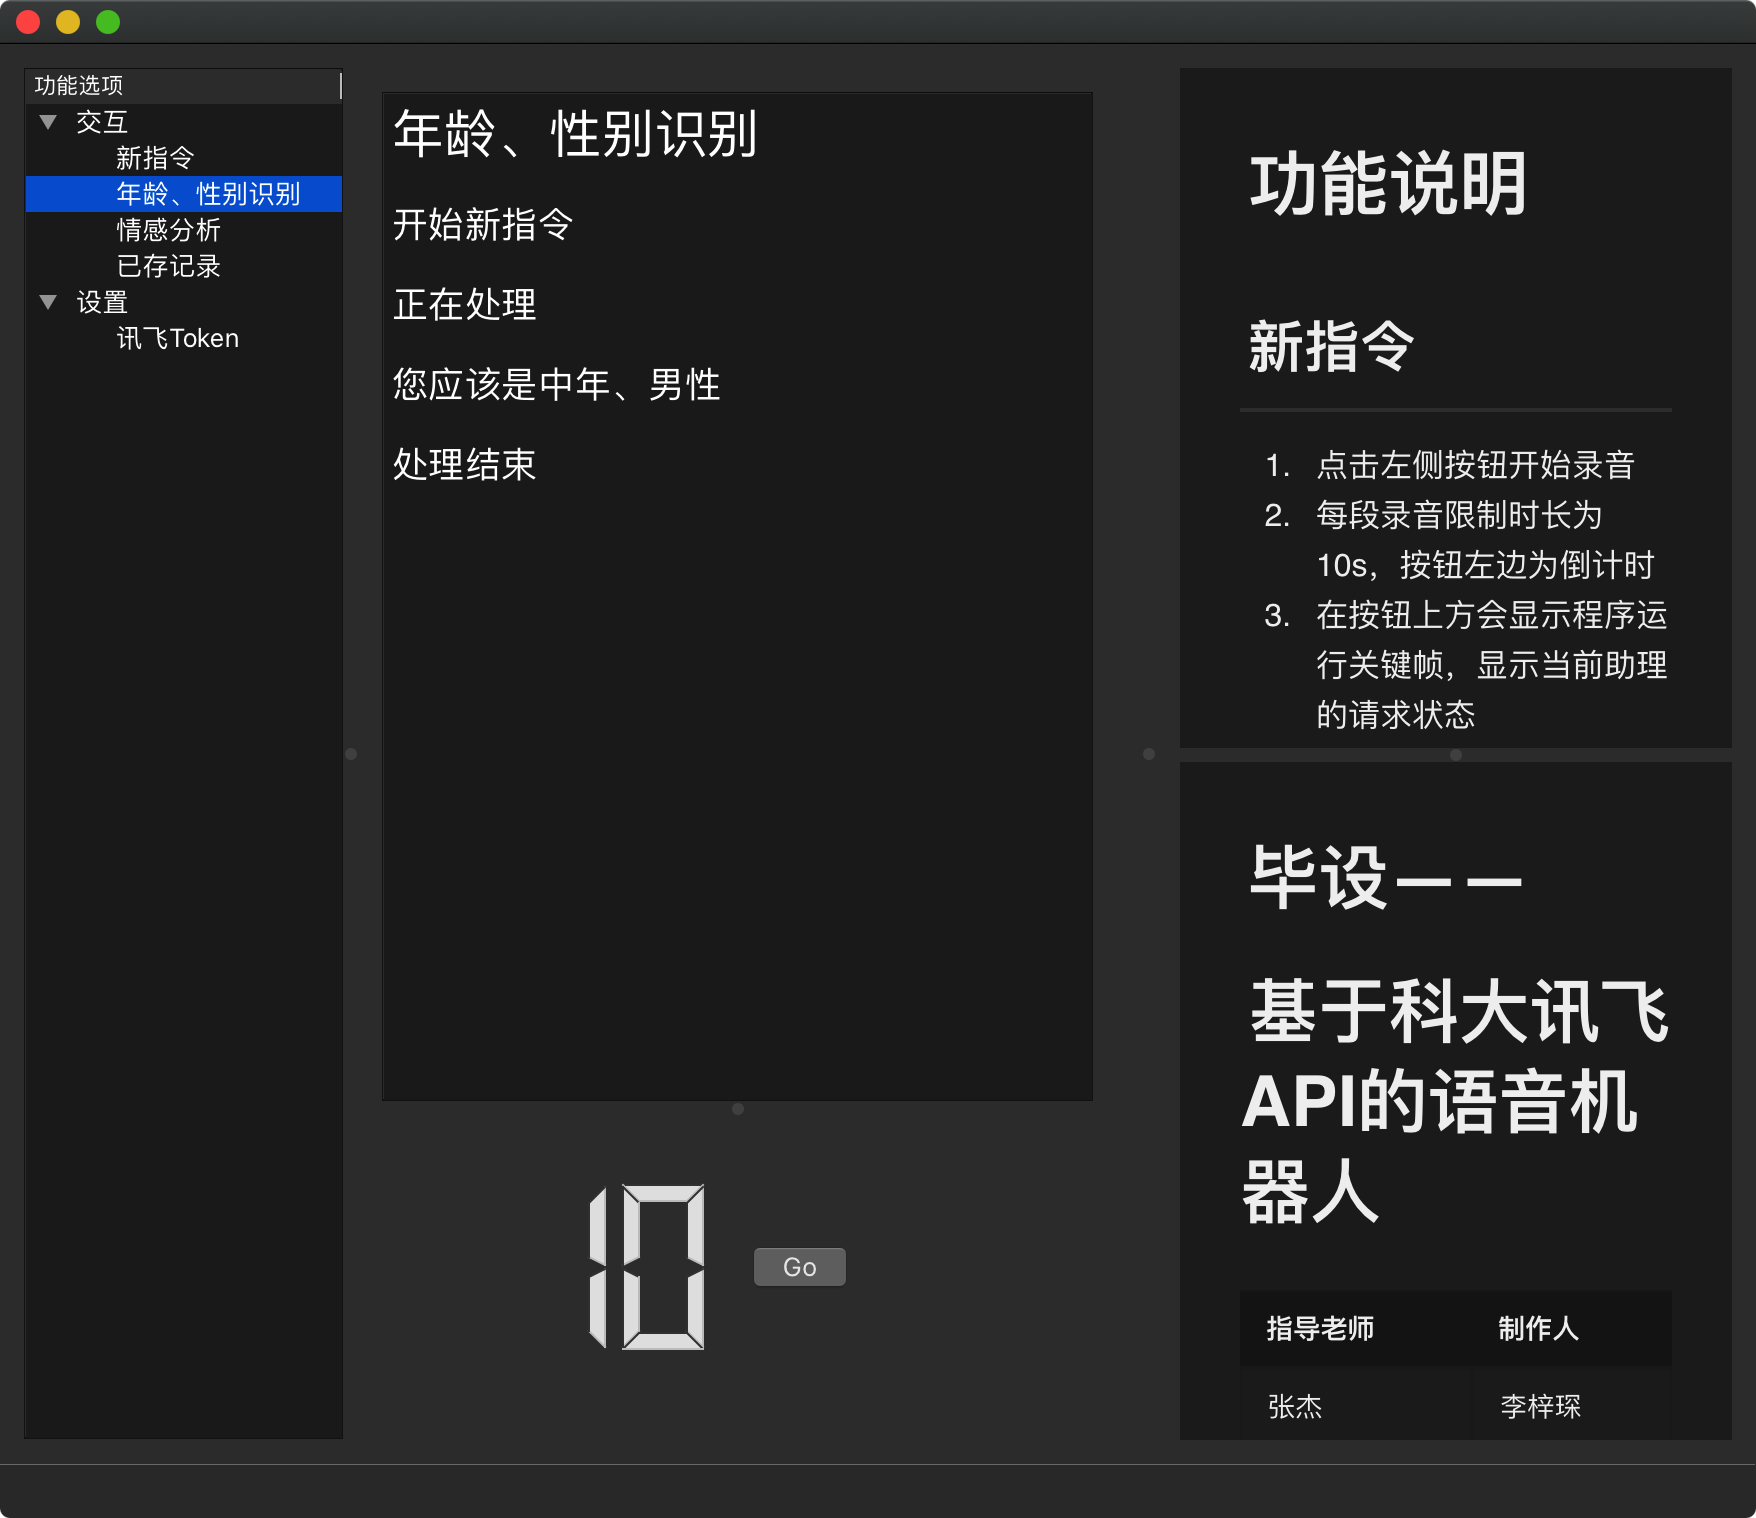 功能选项
交互
新指令
年龄、性别识别
情感分析
已存记录
设置
讯飞Token
年龄、性别识别
开始新指令
正在处理
您应该是中年、男性
处理结束
10
Go
功能说明
新指令
1. 点击左侧按钮开始录音
2. 每段录音限制时长为
10s，按钮左边为倒计时
3. 在按钮上方会显示程序运
行关键帧，显示当前助理
的请求状态
毕设——
基于科大讯飞
API的语音机
器人
指导老师 制作人
张杰 李梓琛